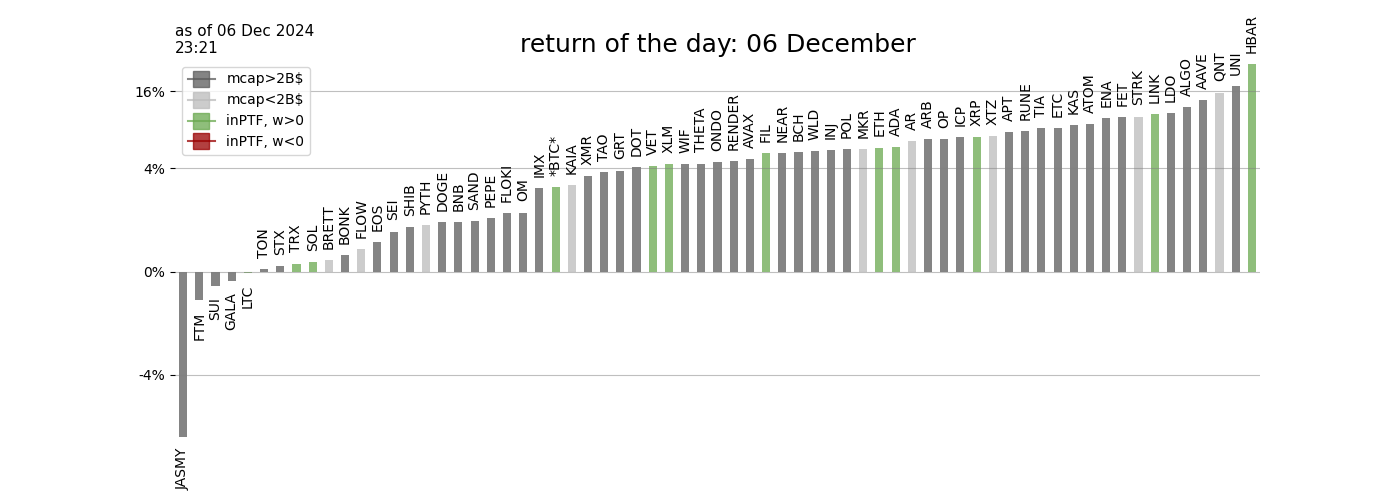 as of 06 Dec 2024
23:21
return of the day: 06 December
mcap>2B$
mcap<2B$
inPTF, w>0
inPTF, w<0
16%
4%
0%
-4%
JASMY
FTM
SUI
GALA
LTC
TON
STX
TRX
SOL
BRETT
BONK
FLOW
EOS
SEI
SHIB
PYTH
DOGE
BNB
SAND
PEPE
FLOKI
OM
IMX
*BTC*
KAIA
XMR
TAO
GRT
DOT
VET
XLM
WIF
THETA
ONDO
RENDER
AVAX
FIL
NEAR
BCH
WLD
INJ
POL
MKR
ETH
ADA
AR
ARB
OP
ICP
XRP
XTZ
APT
RUNE
TIA
ETC
KAS
ATOM
ENA
FET
STRK
LINK
LDO
ALGO
AAVE
QNT
UNI
HBAR